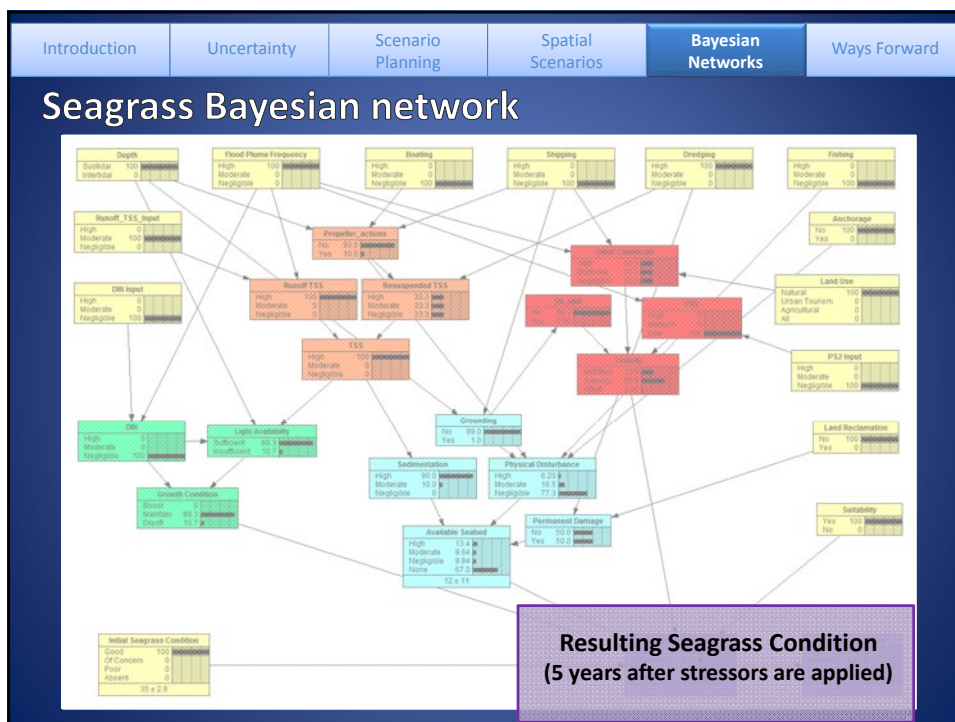 Introduction
Uncertainty
Scenario
Planning
Spatial
Scenarios
Bayesian
Networks
Ways Forward
Seagrass Bayesian network
Depth
Subtidal 100
Intertidal 0
Flood Plume Frequency
High 100
Moderate 0
Negligible 0
Boating
High 0
Moderate 0
Negligible 100
Shipping
High 0
Moderate 0
Negligible 100
Dredging
High 100
Moderate 0
Negligible 0
Fishing
High 0
Moderate 0
Negligible 100
Runoff_TSS_Input
High 0
Moderate 100
Negligible 0
Propeller_actions
No 90.0
Yes 10.0
Anchorage
No 100
Yes 0
DIN Input
High 0
Moderate 0
Negligible 100
Runoff TSS
High 100
Moderate 0
Negligible 0
Resuspended TSS
High 33.3
Moderate 33.3
Negligible 33.3
Land Use
Natural 100
Urban Tourism 0
Agricultural 0
All 0
TSS
High 100
Moderate 0
Negligible 0
Toxicity
PS2 Input
High 0
Moderate 0
Negligible 100
DIN
High 0
Moderate 0
Negligible 100
Light Availability
Sufficient
Insufficient
Grounding
No 99.0
Yes 1.0
Land Reclamation
No 100
Yes 0
Sedimentation
High 90.0
Moderate 10.0
Negligible 0
Physical Disturbance
High 6.20
Moderate 16.5
Negligible 77.3
Growth Condition
Boost 0
Maintain 89.3
Dieoff 10.7
Available Seabed
High 13.4
Moderate 9.64
Negligible 9.94
None 67.0
12 ± 11
Permanent Damage
No 50.0
Yes 50.0
Suitability
Yes 100
No 0
Initial Seagrass Condition
Good 100
Of Concern 0
Poor 0
Absent 0
35 ± 2.9
Resulting Seagrass Condition
(5 years after stressors are applied)